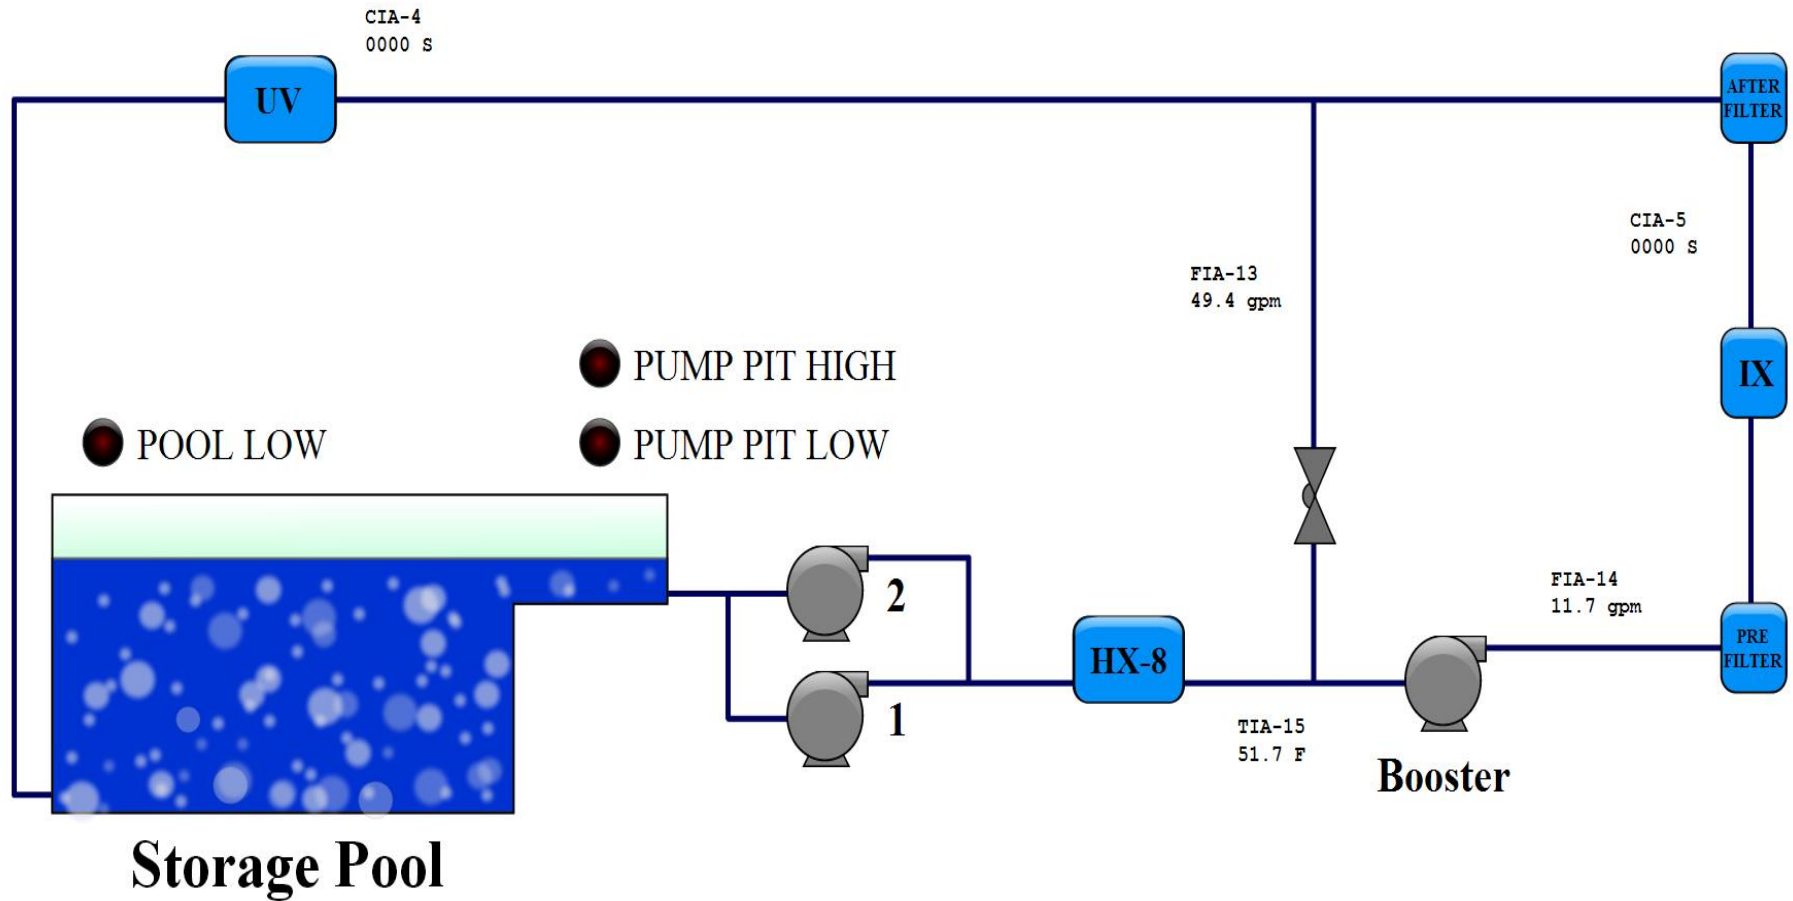 CIA-4
0000 S
UV
AFTER
FILTER
CIA-5
0000 S
FIA-13
49.4 gpm
PUMP PIT HIGH
IX
POOL LOW
PUMP PIT LOW
FIA-14
11.7 gpm
2
HX-8
PRE
FILTER
1
TIA-15
51.7 F
Booster
Storage Pool